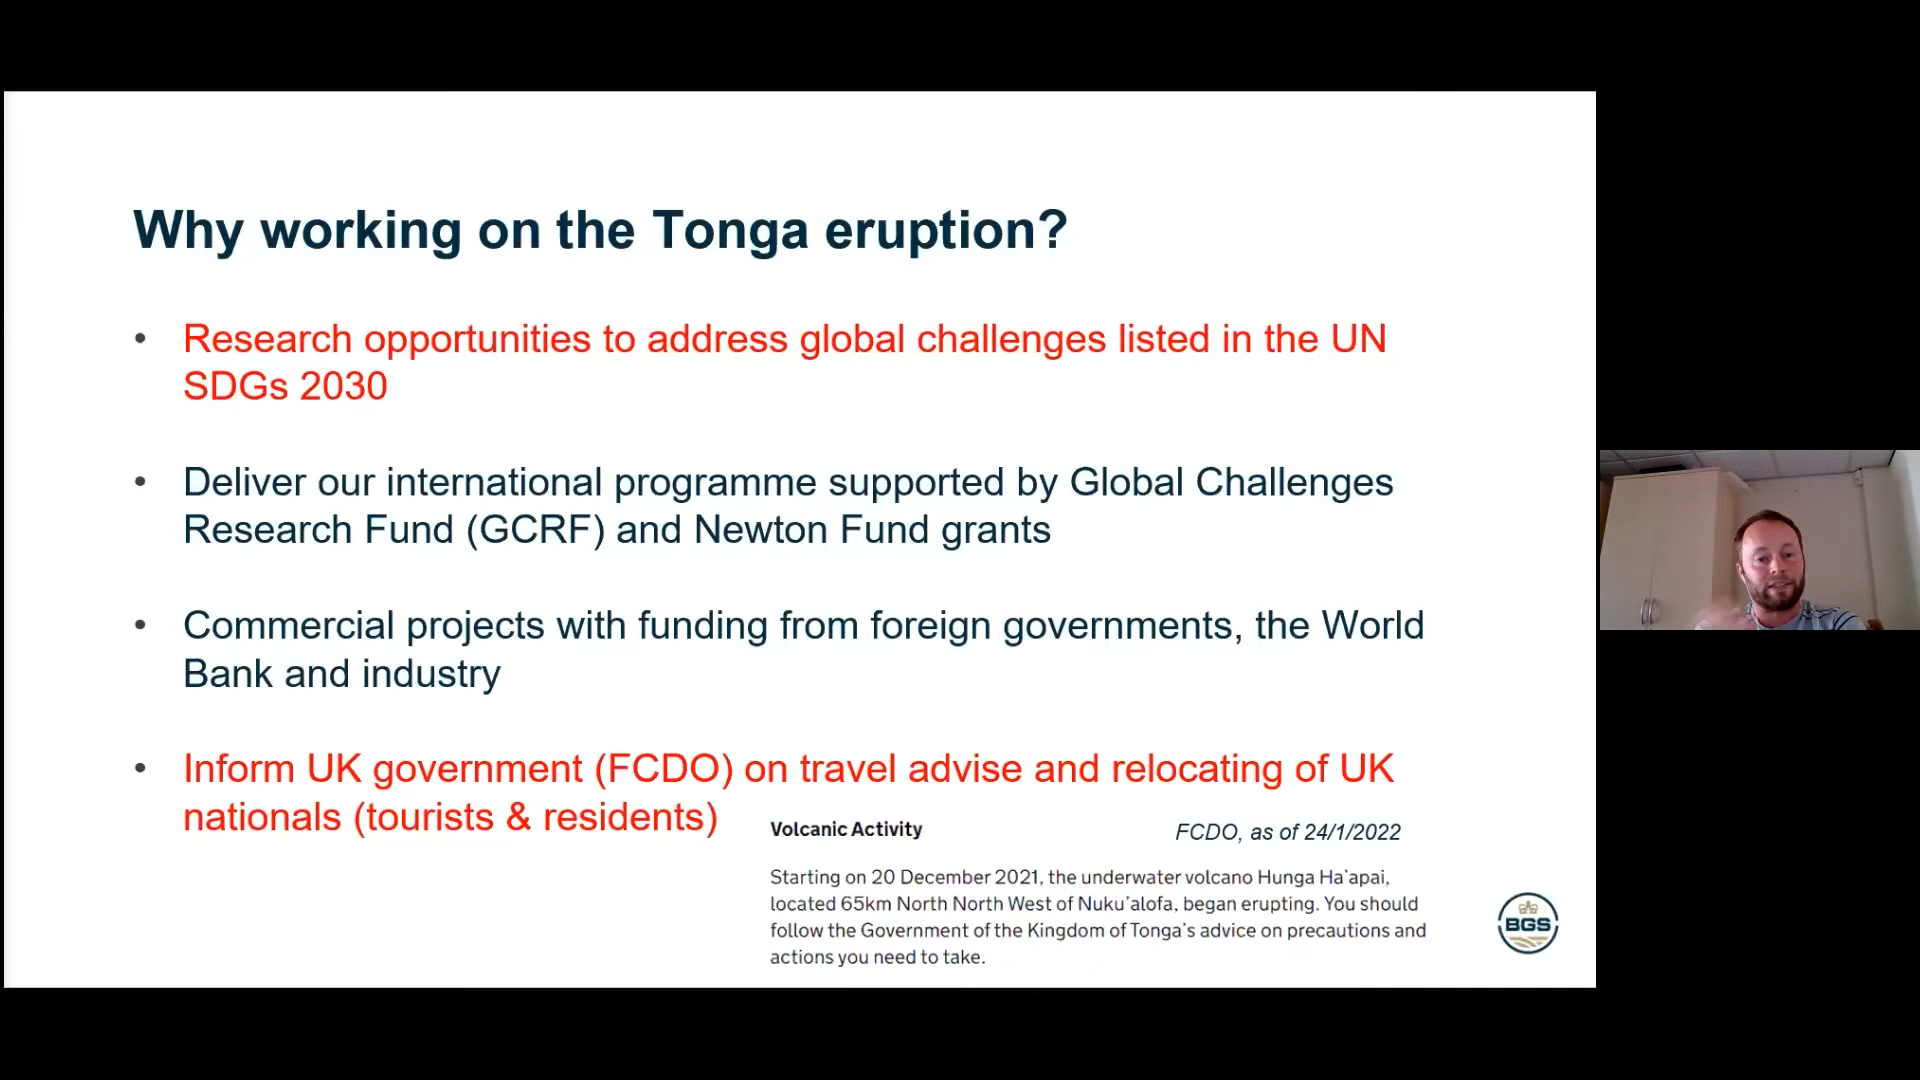 Why working on the Tonga eruption?
• Research opportunities to address global challenges listed in the UN
SDGs 2030
• Deliver our international programme supported by Global Challenges
Research Fund (GCRF) and Newton Fund grants
• Commercial projects with funding from foreign governments, the World
Bank and industry
• Inform UK government (FCDO) on travel advise and relocating of UK
nationals (tourists & residents)
Volcanic Activity
FCDO, as of 24/1/2022
Starting on 20 December 2021, the underwater volcano Hunga Ha'apai,
located 65km North North West of Nuku'alofa, began erupting. You should
follow the Government of the Kingdom of Tonga's advice on precautions and
actions you need to take.
BGS